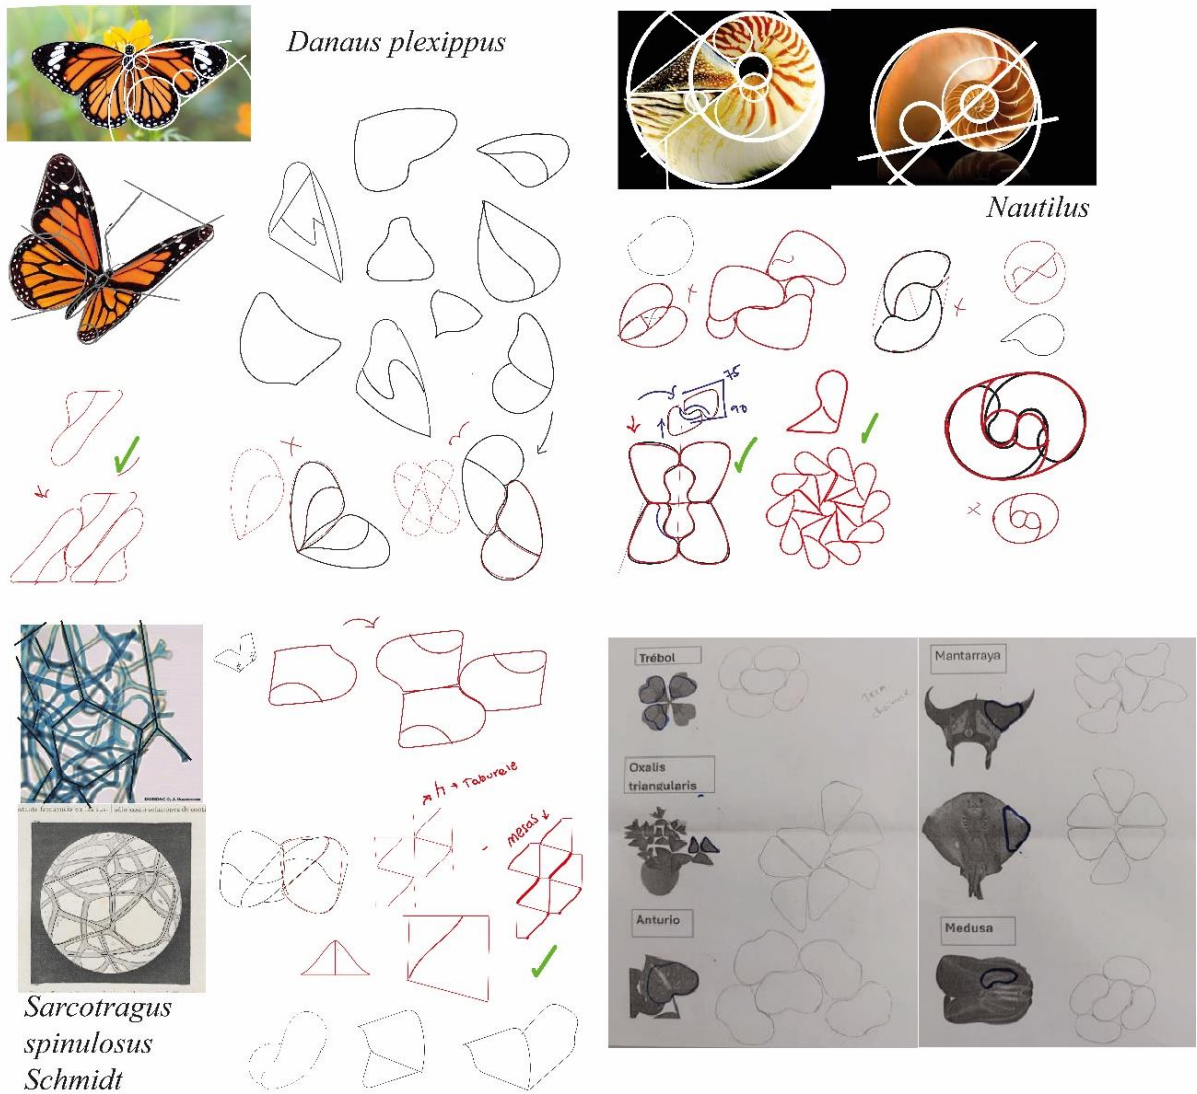 Danaus plexippus
Nautilus
75
90
Sarcotragus
spinulosus
Schmidt
h → Taburete
mesas
Trébol
Oxalis
triangularis
Anturio
Mantarraya
Medusa